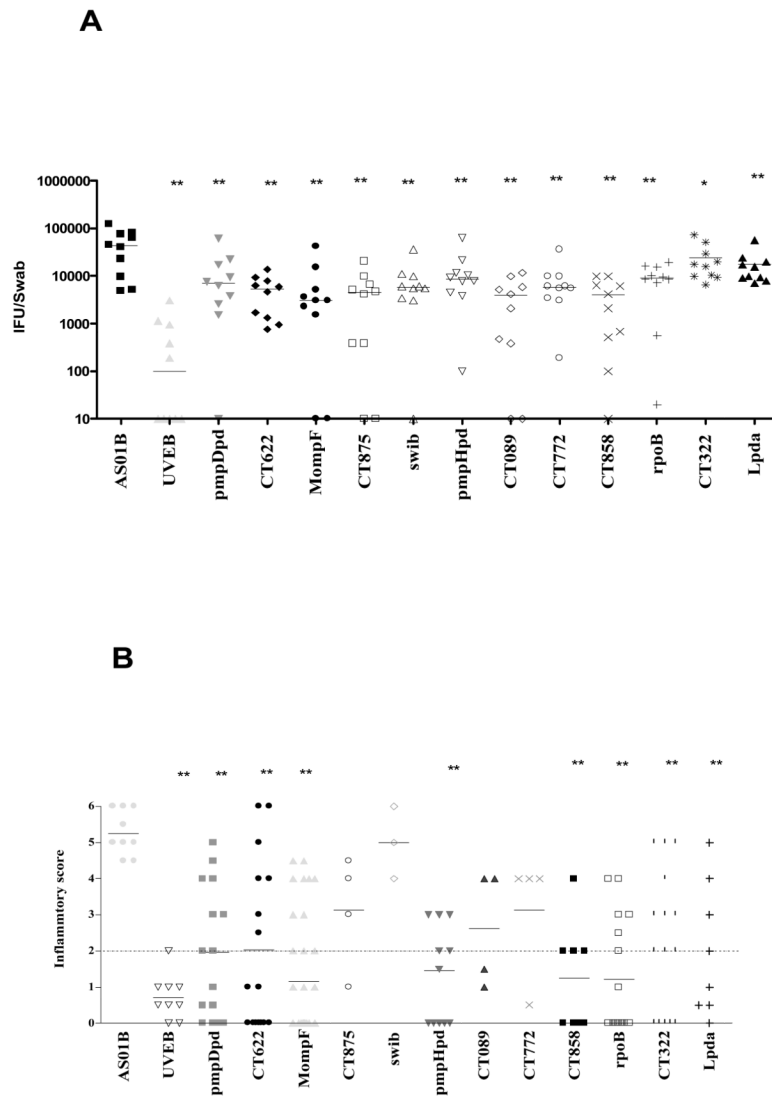 A
** ** ** ** ** ** ** ** ** ** ** * **
1000000
100000
10000
1000
100
10
IFU/Swab
AS01B UVEB pmpDpd CT622 MompF CT875 swib pmpHpd CT089 CT772 CT858 rpoB CT322 Lpda
B
** ** ** ** ** ** ** ** **
6
5
4
3
2
1
0
Inflammtory score
AS01B UVEB pmpDpd CT622 MompF CT875 swib pmpHpd CT089 CT772 CT858 rpoB CT322 Lpda